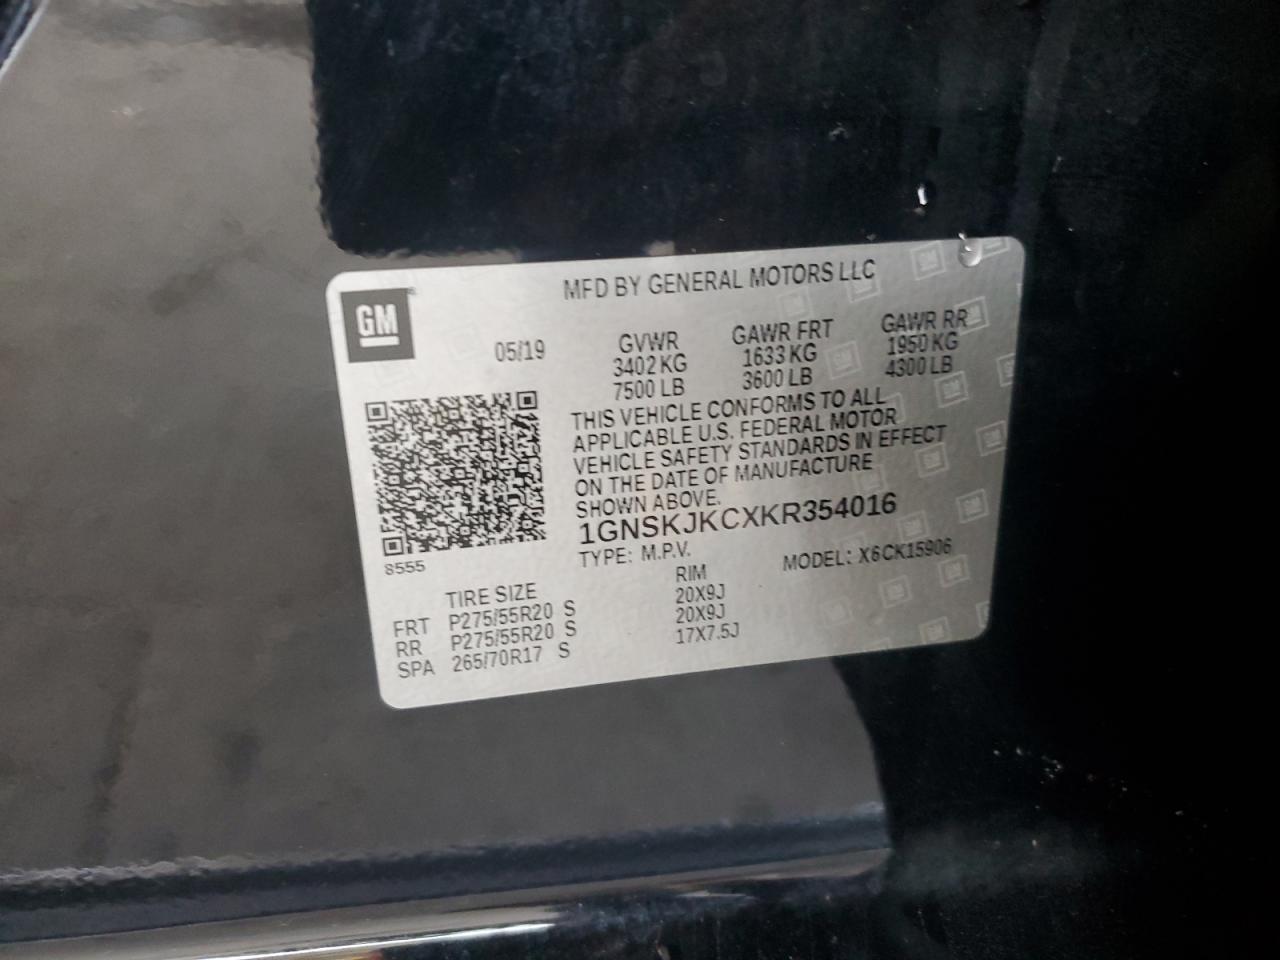 MFD BY GENERAL MOTORS LLC
GM
05/19
GVWR
3402 KG
7500 LB
GAWR FRT
1633 KG
3600 LB
GAWR RR
1950 KG
4300 LB
THIS VEHICLE CONFORMS TO ALL
APPLICABLE U.S. FEDERAL MOTOR
VEHICLE SAFETY STANDARDS IN EFFECT
ON THE DATE OF MANUFACTURE
SHOWN ABOVE.
1GNSKJKCXKR354016
TYPE: M.P.V. MODEL: X6CK15906
8555
TIRE SIZE RIM
FRT P275/55R20 S 20X9J
RR P275/55R20 S 20X9J
SPA 265/70R17 S 17X7.5J